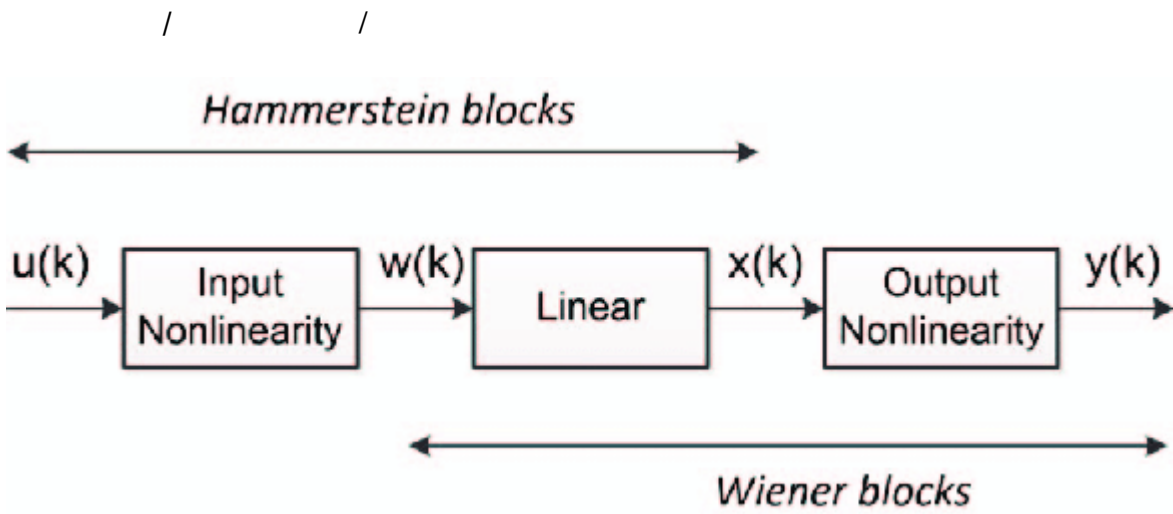 / /
Hammerstein blocks
u(k) Input Nonlinearity w(k) Linear x(k) Output Nonlinearity y(k)
Wiener blocks